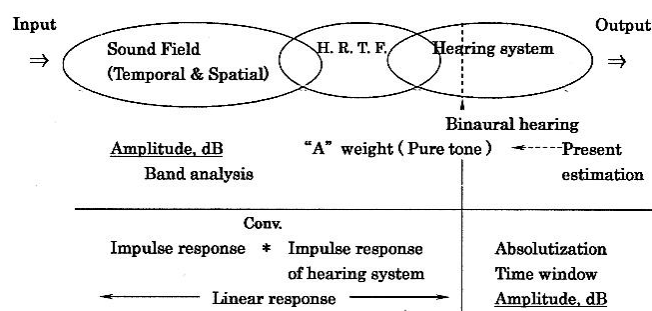 Input
Output
⇒
Sound Field
(Temporal & Spatial)
H. R. T. F.
Hearing system
⇒
Binaural hearing
Amplitude, dB
Band analysis
"A" weight ( Pure tone )
Present
estimation
Conv.
Impulse response * Impulse response
of hearing system
Linear response
Absolutization
Time window
Amplitude, dB